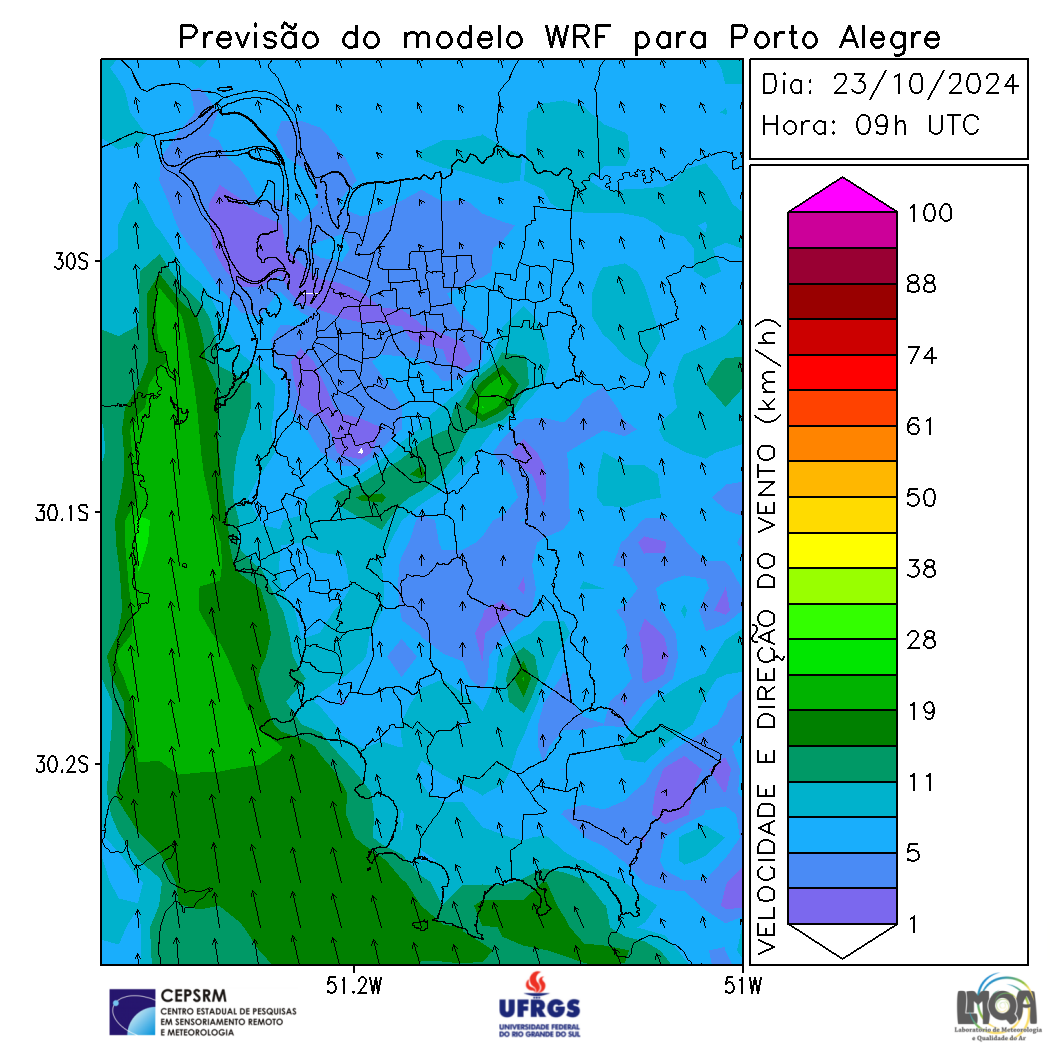 Previsão do modelo WRF para Porto Alegre
Dia: 23/10/2024
Hora: 09h UTC
30S
30.1S
30.2S
51.2W
51W
VELOCIDADE E DIREÇÃO DO VENTO (km/h)
100
88
74
61
50
38
28
19
11
5
1
CEPSRM
CENTRO ESTADUAL DE PESQUISAS
EM SENSORIAMENTO REMOTO
E METEOROLOGIA
UFRGS
UNIVERSIDADE FEDERAL
DO RIO GRANDE DO SUL
LMQA
Laboratório de Meteorologia
e Qualidade do Ar